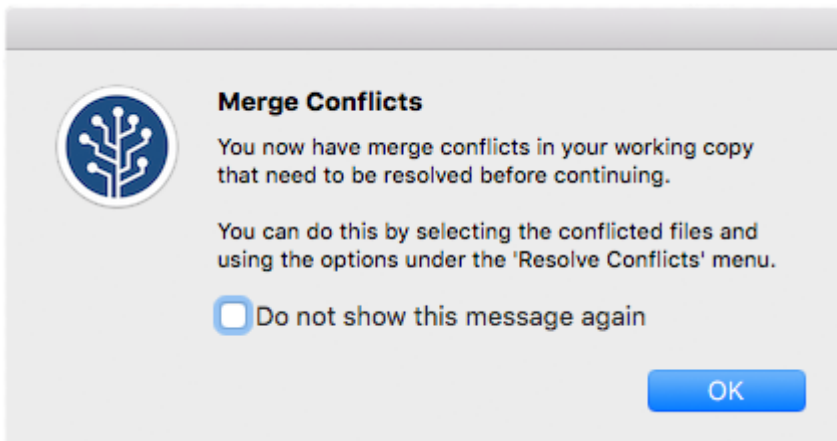 Merge Conflicts
You now have merge conflicts in your working copy
that need to be resolved before continuing.
You can do this by selecting the conflicted files and
using the options under the 'Resolve Conflicts' menu.
Do not show this message again
OK